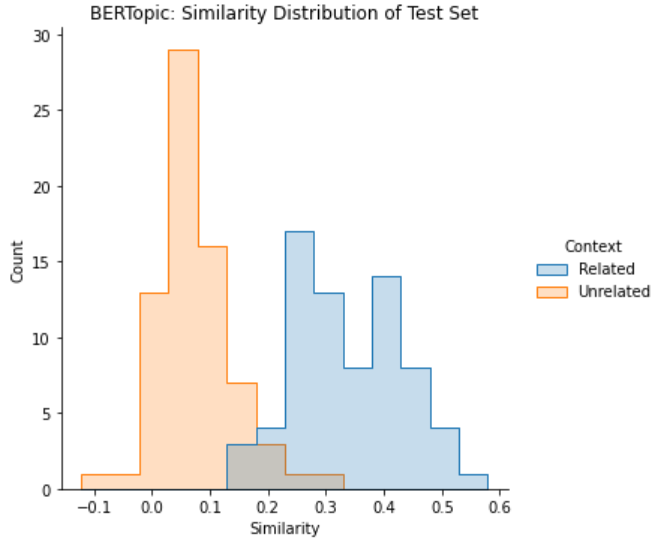 BERTopic: Similarity Distribution of Test Set
30
25
20
15
10
5
0
Count
−0.1 0.0 0.1 0.2 0.3 0.4 0.5 0.6
Similarity
Context
Related
Unrelated